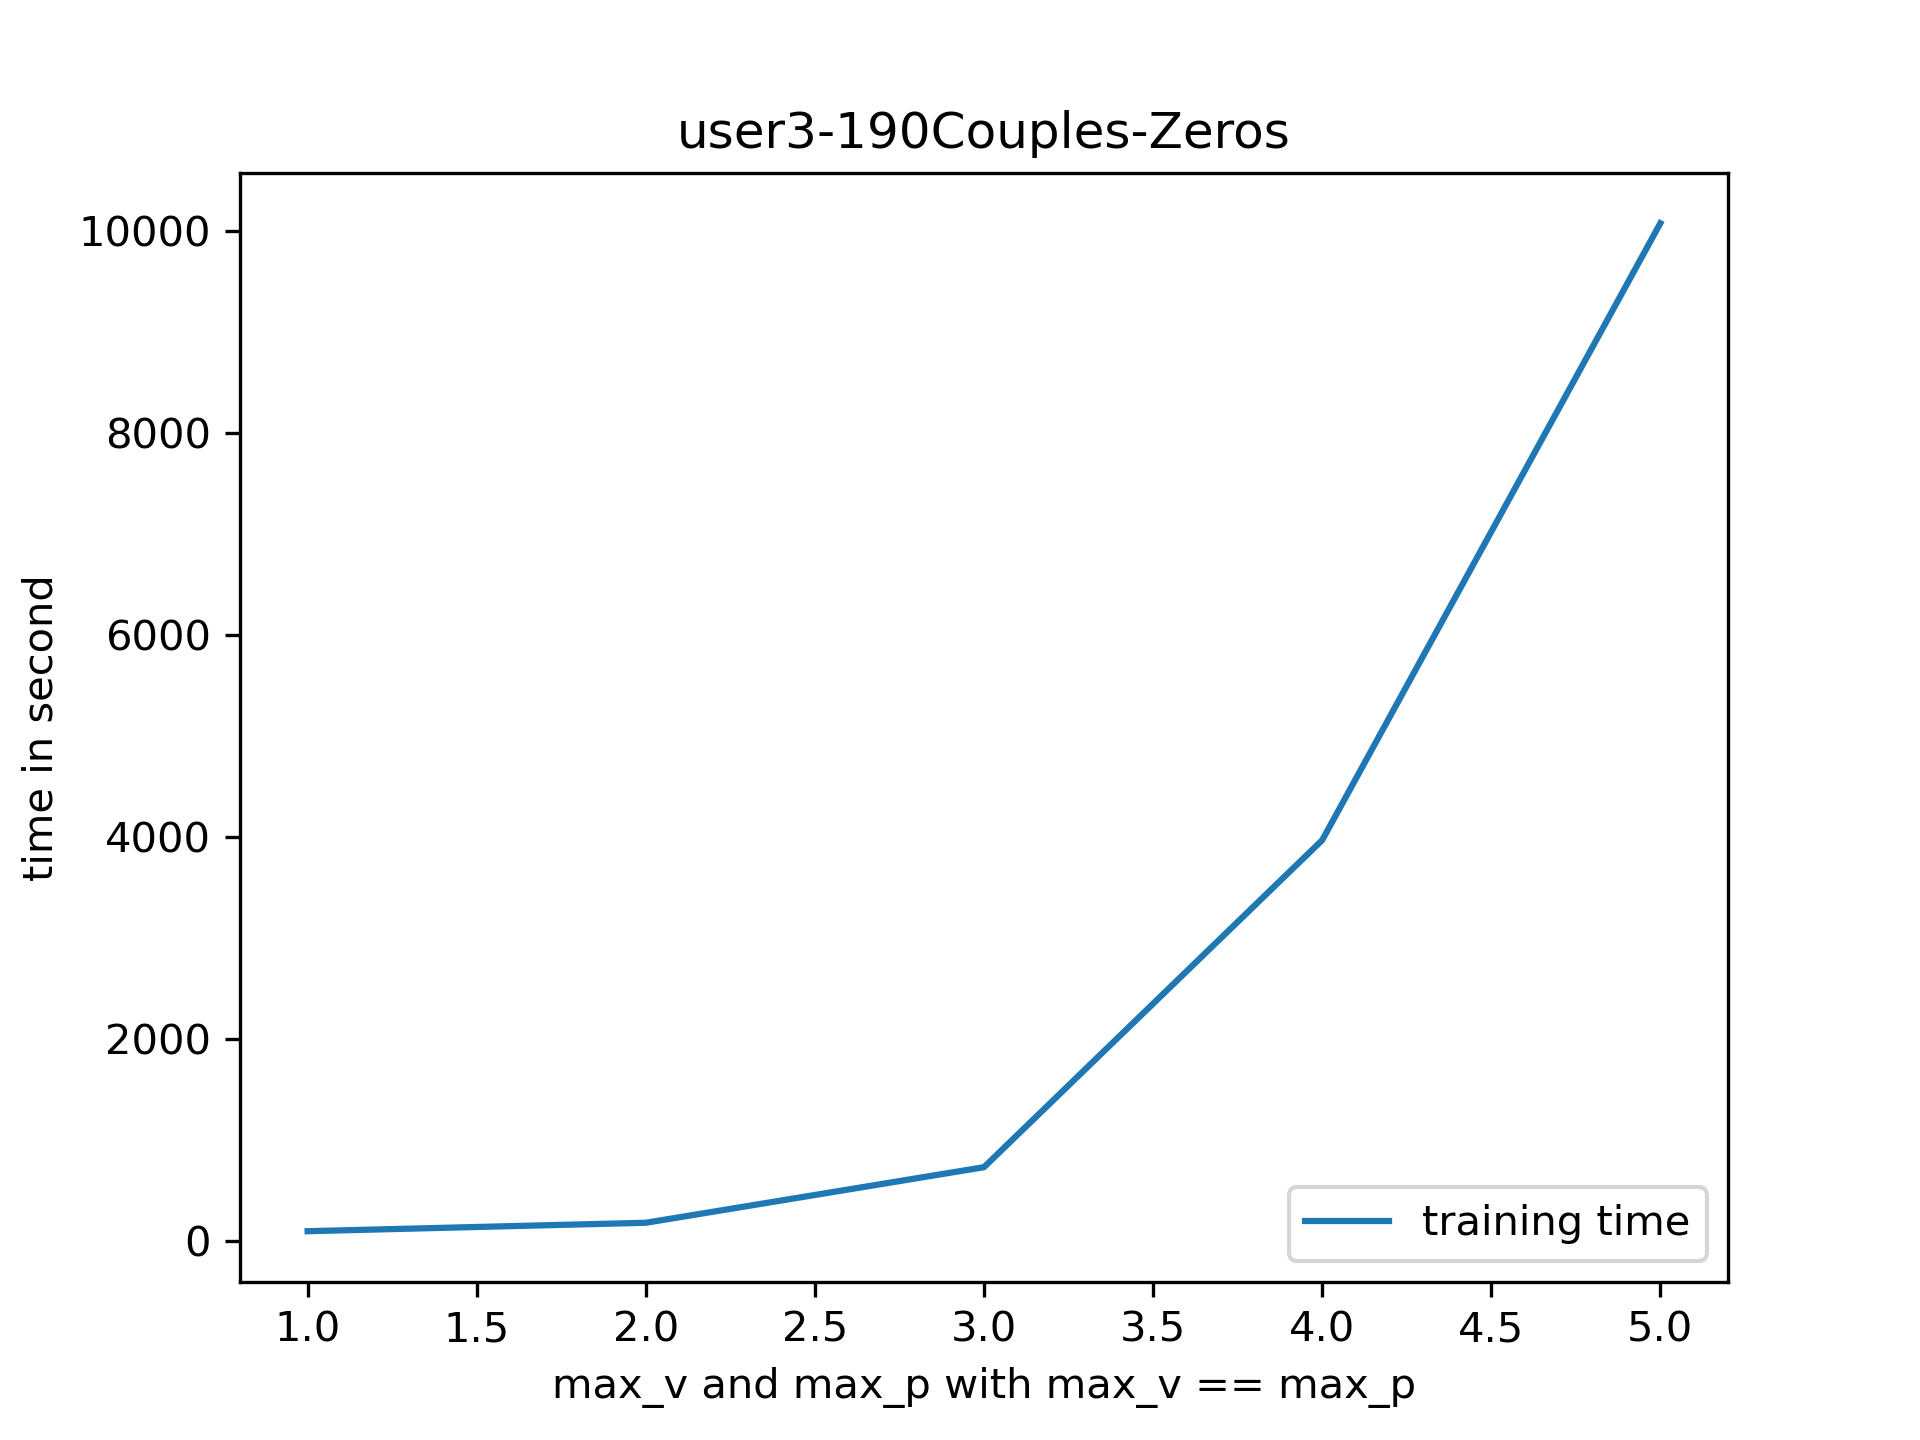 user3-190Couples-Zeros
10000
8000
6000
4000
2000
0
time in second
training time
1.0 1.5 2.0 2.5 3.0 3.5 4.0 4.5 5.0
max_v and max_p with max_v == max_p